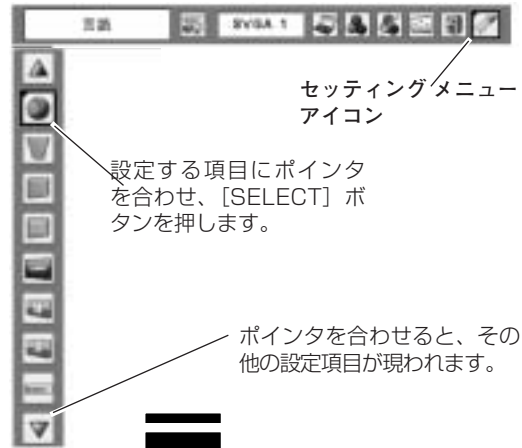 言語
SVGA 1
セッティングメニュー
アイコン
設定する項目にポインタ
を合わせ、［SELECT］ボ
タンを押します。
ポインタを合わせると、その
他の設定項目が現われます。